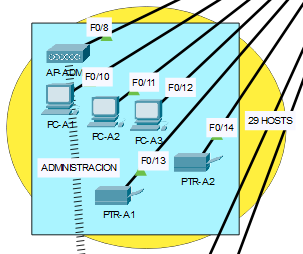 F0/8
AP-ADM
F0/10
F0/11
F0/12
PC-A1
PC-A2
PC-A3
F0/14
29 HOSTS
ADMINISTRACION
F0/13
PTR-A2
PTR-A1